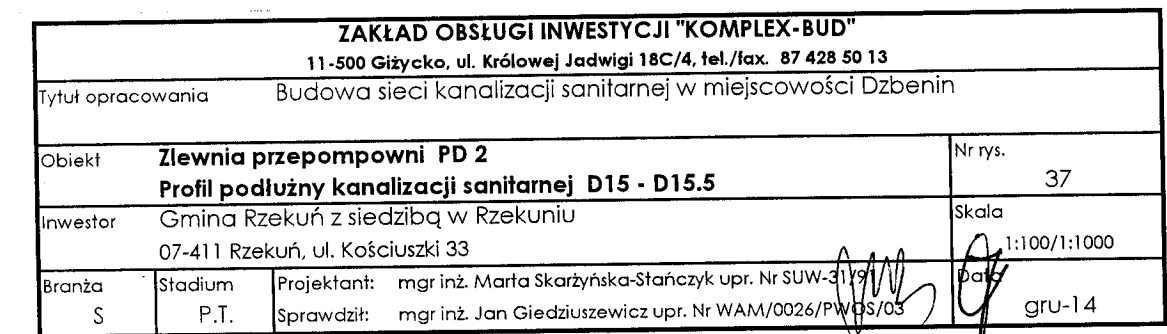 ZAKŁAD OBSŁUGI INWESTYCJI "KOMPLEX-BUD"
11-500 Giżycko, ul. Królowej Jadwigi 18C/4, tel./fax. 87 428 50 13
Tytuł opracowania Budowa sieci kanalizacji sanitarnej w miejscowości Dzbenin
Obiekt Zlewnia przepompowni PD 2 Nr rys.
Profil podłużny kanalizacji sanitarnej D15 - D15.5 37
Inwestor Gmina Rzekuń z siedzibą w Rzekuniu Skala
07-411 Rzekuń, ul. Kościuszki 33 1:100/1:1000
Branża Stadium Projektant: mgr inż. Marta Skarżyńska-Stańczyk upr. Nr SUW-31/91 Data
S P.T. Sprawdził: mgr inż. Jan Giedziuszewicz upr. Nr WAM/0026/PWOS/03 gru-14